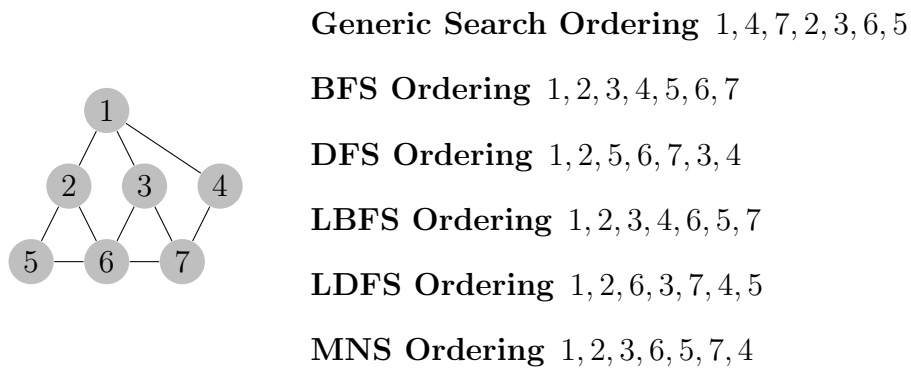 Generic Search Ordering 1, 4, 7, 2, 3, 6, 5
BFS Ordering 1, 2, 3, 4, 5, 6, 7
DFS Ordering 1, 2, 5, 6, 7, 3, 4
LBFS Ordering 1, 2, 3, 4, 6, 5, 7
LDFS Ordering 1, 2, 6, 3, 7, 4, 5
MNS Ordering 1, 2, 3, 6, 5, 7, 4
1
2 3 4
5 6 7